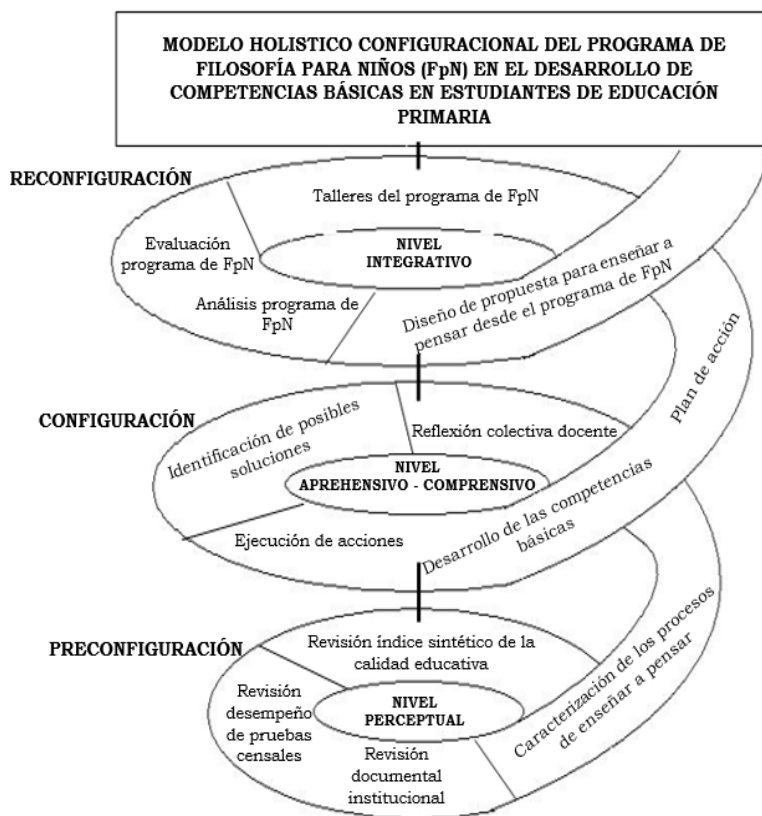 MODELO HOLISTICO CONFIGURACIONAL DEL PROGRAMA DE
FILOSOFÍA PARA NIÑOS (FpN) EN EL DESARROLLO DE
COMPETENCIAS BÁSICAS EN ESTUDIANTES DE EDUCACIÓN
PRIMARIA
RECONFIGURACIÓN
Talleres del programa de FpN
Evaluación
programa de FpN
NIVEL
INTEGRATIVO
Análisis programa de
FpN
Diseño de propuesta para enseñar a
pensar desde el programa de FpN
Plan de acción
CONFIGURACIÓN
Identificación de posibles
soluciones
Reflexión colectiva docente
NIVEL
APREHENSIVO - COMPRENSIVO
Ejecución de acciones
Desarrollo de las competencias
básicas
PRECONFIGURACIÓN
Revisión índice sintético de la
calidad educativa
Revisión
desempeño
de pruebas
censales
NIVEL
PERCEPTUAL
Revisión
documental
institucional
Caracterización de los procesos
de enseñar a pensar